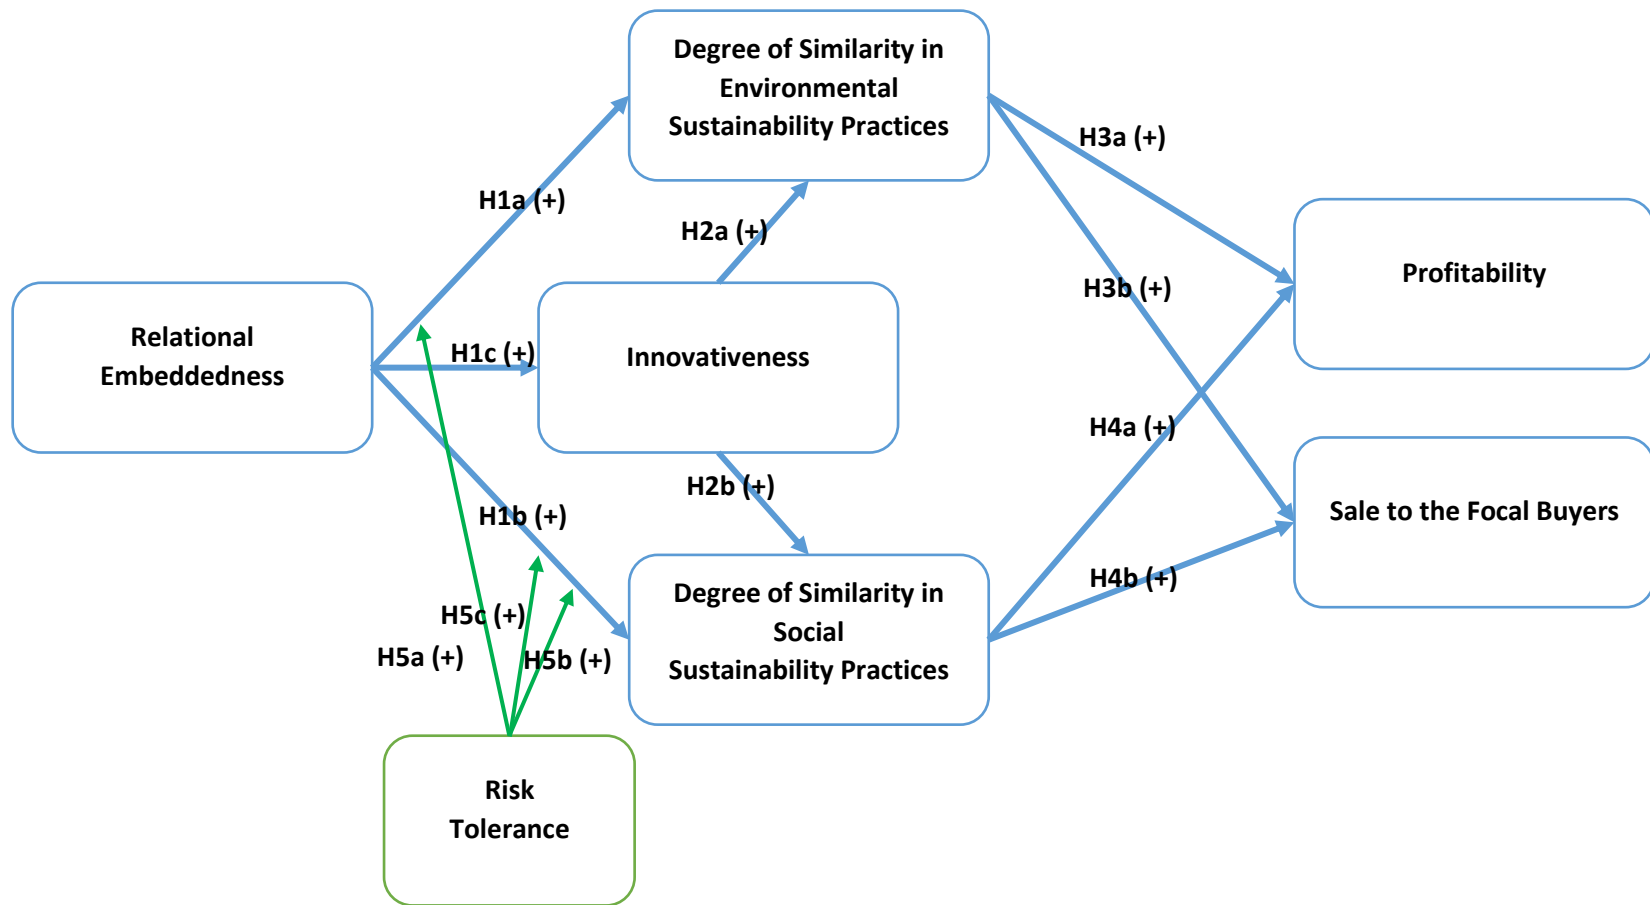 Degree of Similarity in
Environmental
Sustainability Practices
H3a (+)
H1a (+)
H2a (+)
Profitability
H3b (+)
Relational
Embeddedness
H1c (+)
Innovativeness
H4a (+)
H2b (+)
H1b (+)
Sale to the Focal Buyers
H4b (+)
Degree of Similarity in
Social
Sustainability Practices
H5c (+)
H5a (+)
H5b (+)
Risk
Tolerance